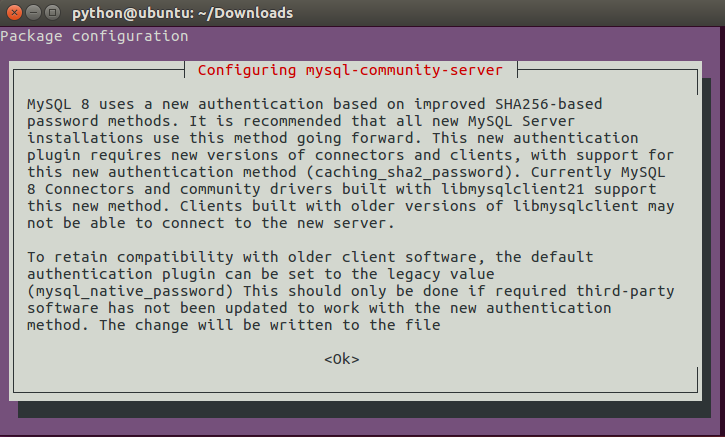 python@ubuntu: ~/Downloads
Package configuration
Configuring mysql-community-server
MySQL 8 uses a new authentication based on improved SHA256-based
password methods. It is recommended that all new MySQL Server
installations use this method going forward. This new authentication
plugin requires new versions of connectors and clients, with support for
this new authentication method (caching_sha2_password). Currently MySQL
8 Connectors and community drivers built with libmysqlclient21 support
this new method. Clients built with older versions of libmysqlclient may
not be able to connect to the new server.
To retain compatibility with older client software, the default
authentication plugin can be set to the legacy value
(mysql_native_password) This should only be done if required third-party
software has not been updated to work with the new authentication
method. The change will be written to the file
<Ok>